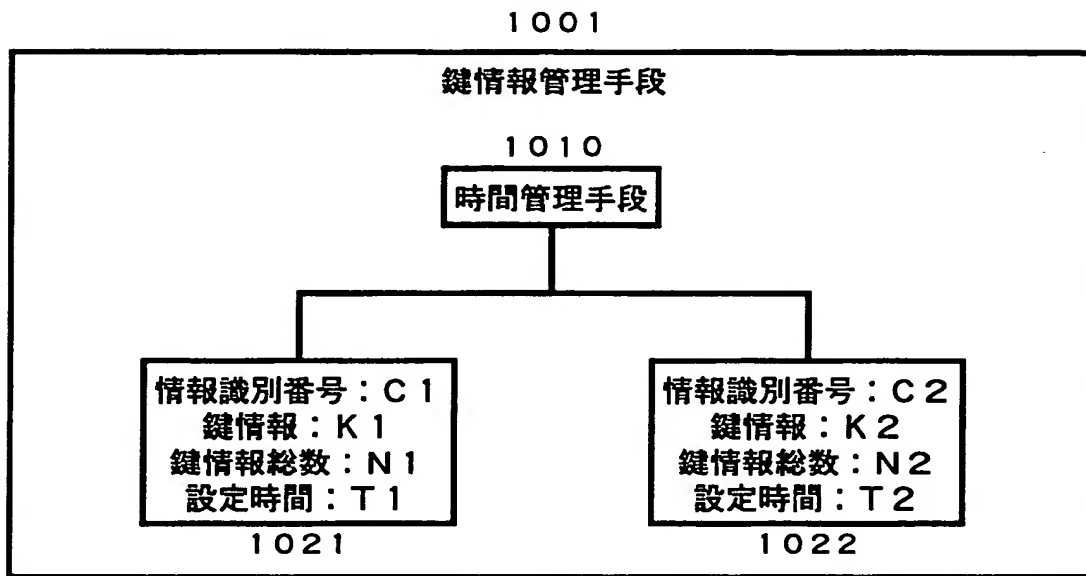 1001
鍵情報管理手段
1010
時間管理手段
情報識別番号：C1
鍵情報：K1
鍵情報総数：N1
設定時間：T1
1021
情報識別番号：C2
鍵情報：K2
鍵情報総数：N2
設定時間：T2
1022